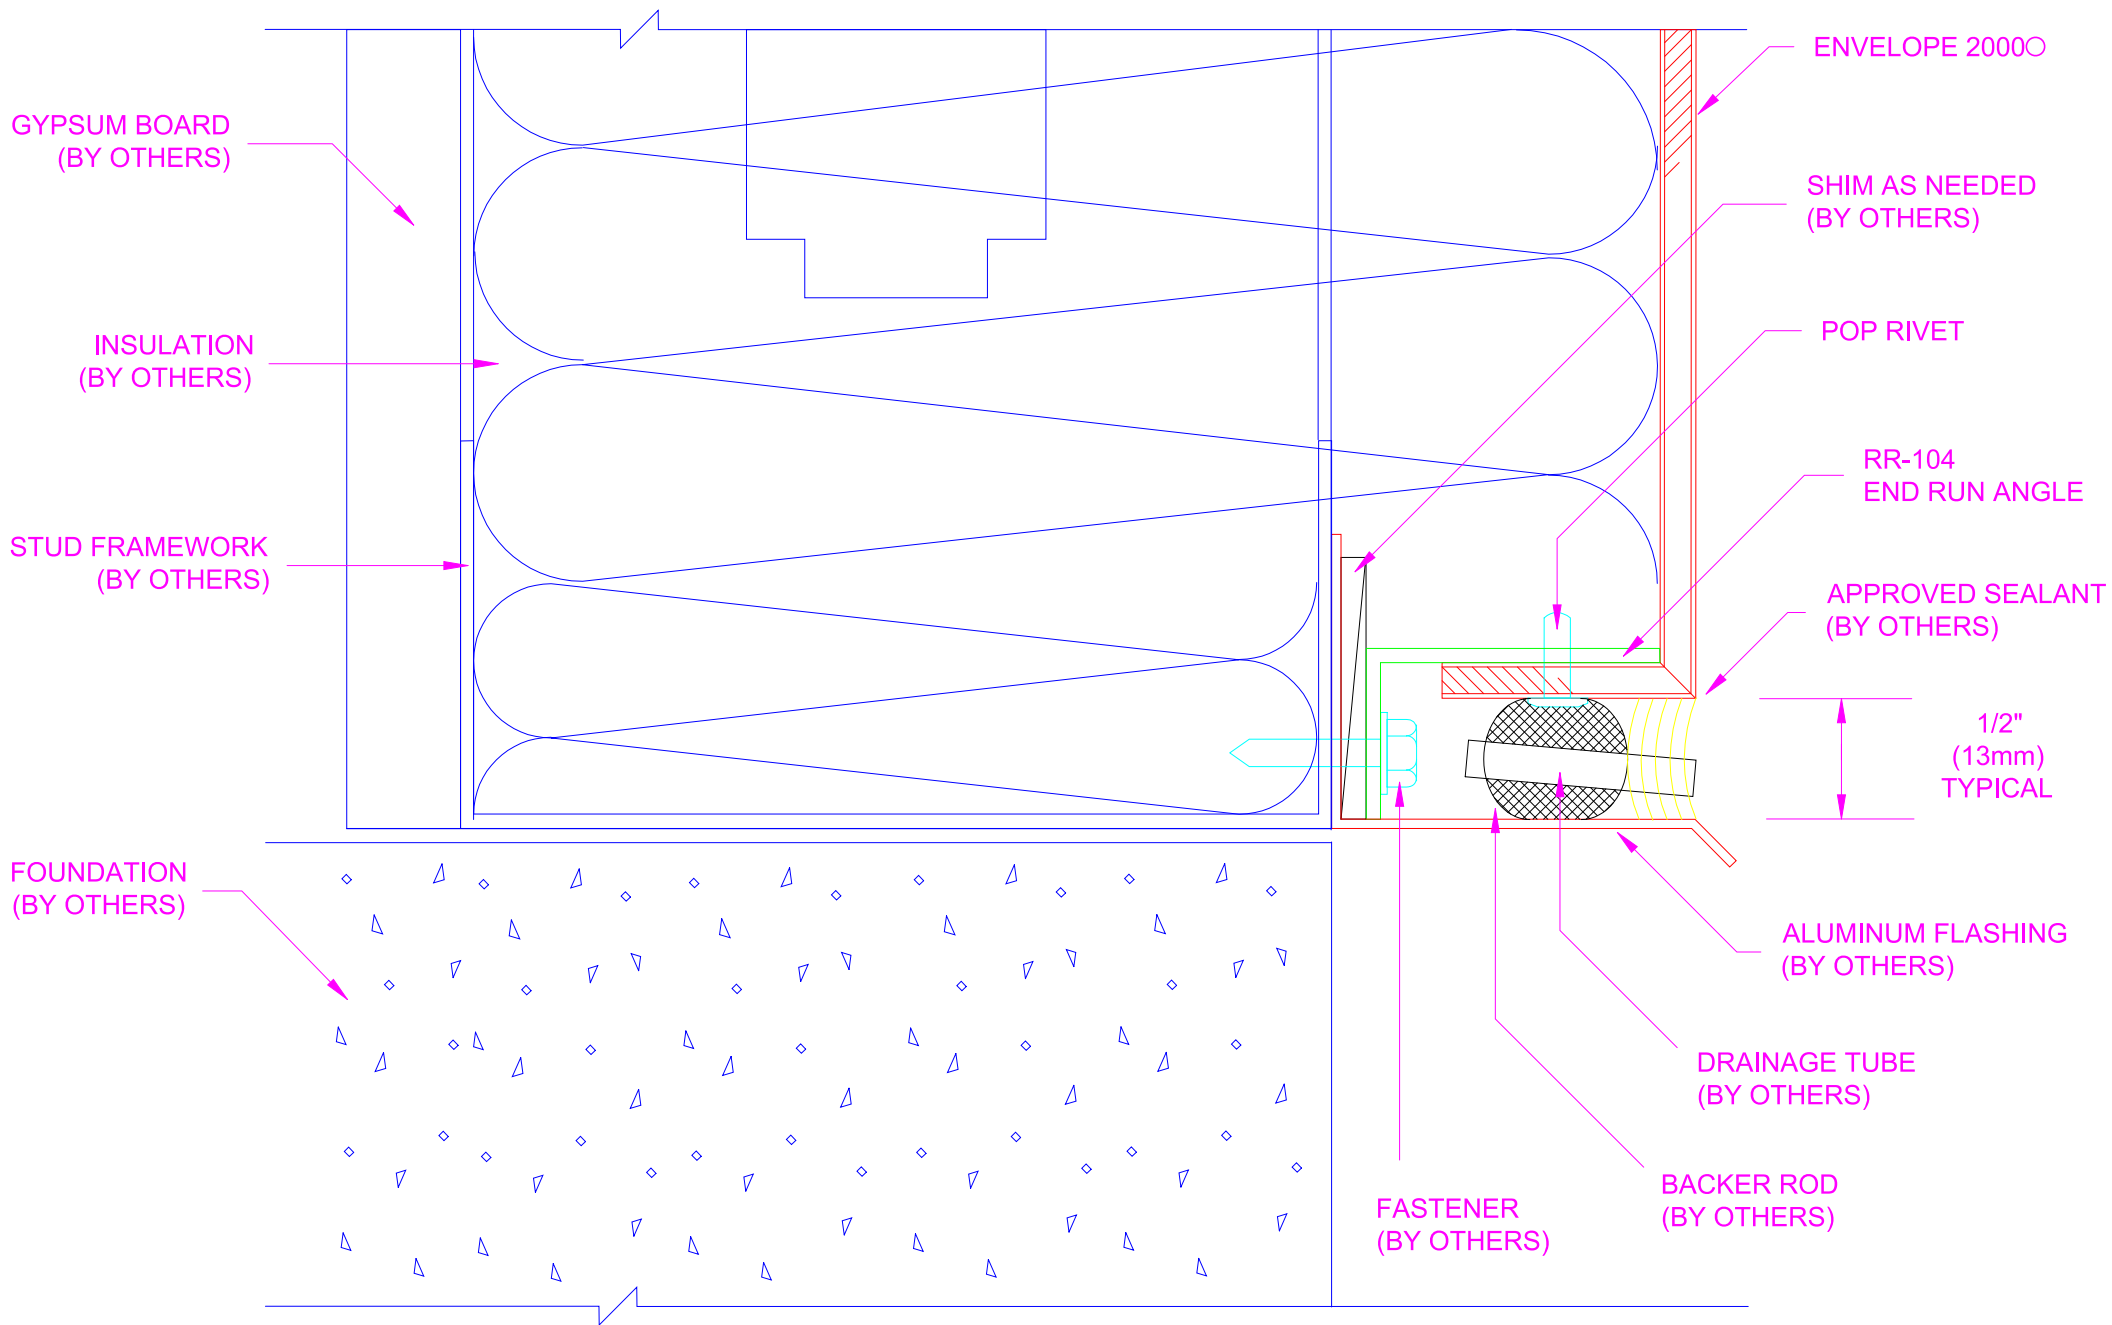 ENVELOPE 2000○
GYPSUM BOARD
(BY OTHERS)
SHIM AS NEEDED
(BY OTHERS)
INSULATION
(BY OTHERS)
POP RIVET
RR-104
END RUN ANGLE
STUD FRAMEWORK
(BY OTHERS)
APPROVED SEALANT
(BY OTHERS)
1/2"
(13mm)
TYPICAL
FOUNDATION
(BY OTHERS)
ALUMINUM FLASHING
(BY OTHERS)
DRAINAGE TUBE
(BY OTHERS)
BACKER ROD
(BY OTHERS)
FASTENER
(BY OTHERS)